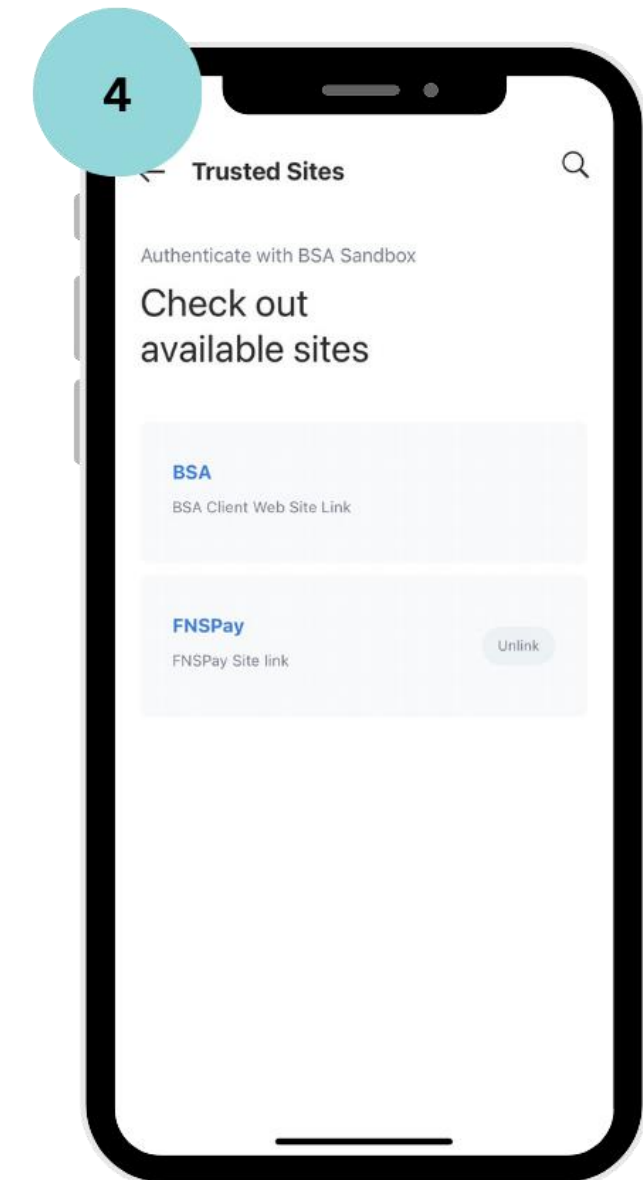 4
Trusted Sites
Authenticate with BSA Sandbox
Check out
available sites
BSA
BSA Client Web Site Link
FNSPay
FNSPay Site link
Unlink